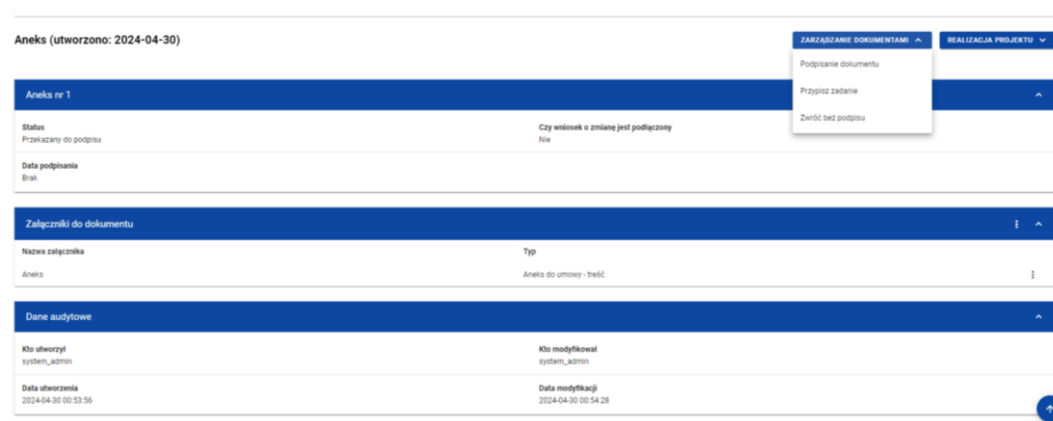 Aneks (utworzono: 2024-04-30)
ZARZĄDZANIE DOKUMENTAMI
REALIZACJA PROJEKTU
Podpisanie dokumentu
Przypisz zadanie
Zwróć bez podpisu
Aneks nr 1
Status
Czy wniosek o zmianę jest podłączony
Przekazany do podpisu
Nie
Data podpisania
Brak
Załączniki do dokumentu
Nazwa załącznika
Typ
Aneks
Aneks do umowy - treść
Dane audytowe
Kto utworzył
Kto modyfikował
system_admin
system_admin
Data utworzenia
Data modyfikacji
2024-04-30 00:53:56
2024-04-30 00:54:28